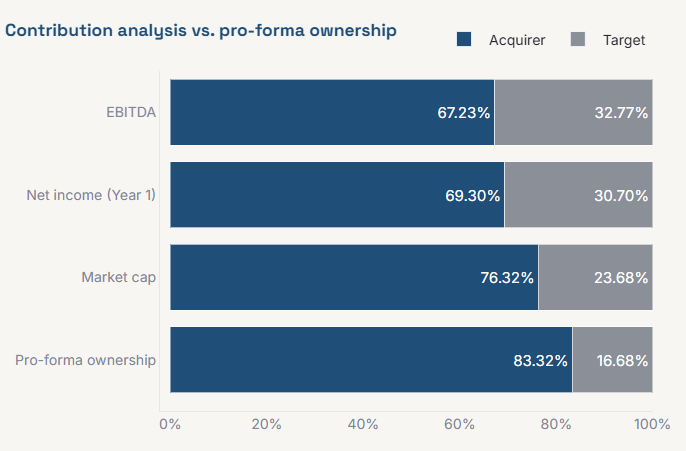 Contribution analysis vs. pro-forma ownership
Acquirer Target
EBITDA 67.23% 32.77%
Net income (Year 1) 69.30% 30.70%
Market cap 76.32% 23.68%
Pro-forma ownership 83.32% 16.68%
0% 20% 40% 60% 80% 100%